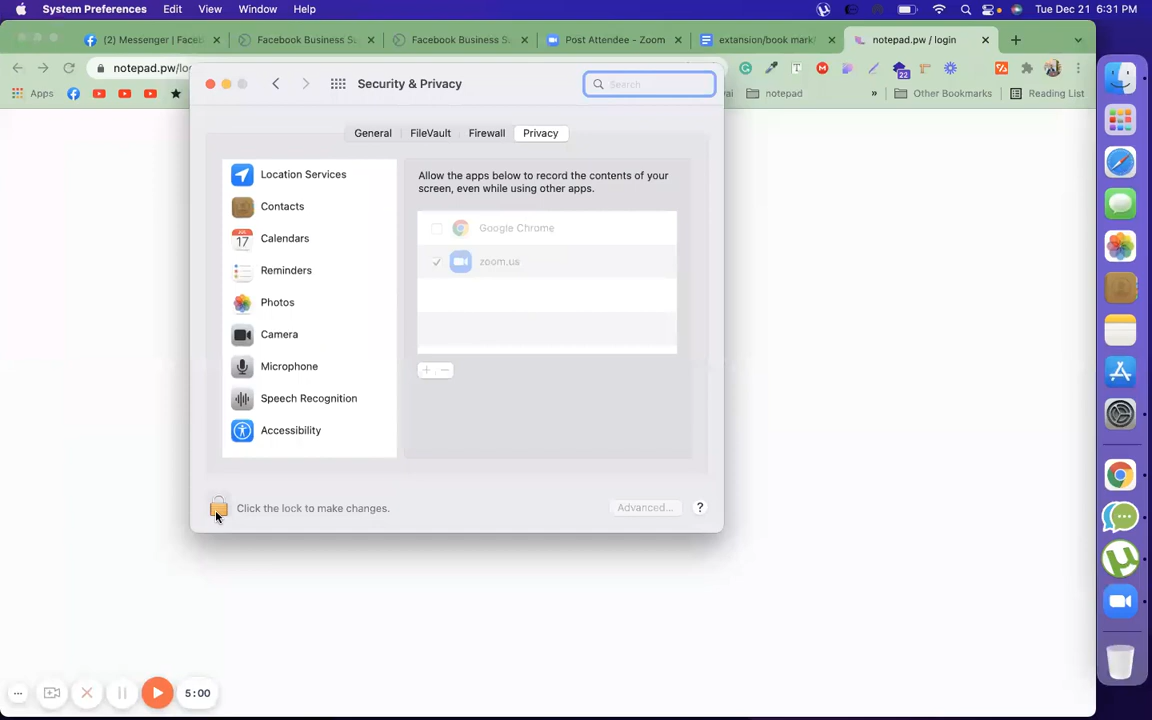 System Preferences Edit View Window Help Tue Dec 21 6:31 PM
(2) Messenger | Faceb Facebook Business Su Facebook Business S Post Attendee - Zoom extension/book mark/ notepad.pw / login
notepad.pw/lo 22
Apps notepad » Other Bookmarks Reading List
Security & Privacy Search
General FileVault Firewall Privacy
Location Services
Contacts
17 Calendars
Reminders
Photos
Camera
Microphone
Speech Recognition
Accessibility
Allow the apps below to record the contents of your
screen, even while using other apps.
Google Chrome
zoom.us
+ −
Click the lock to make changes. Advanced... ?
... 5:00